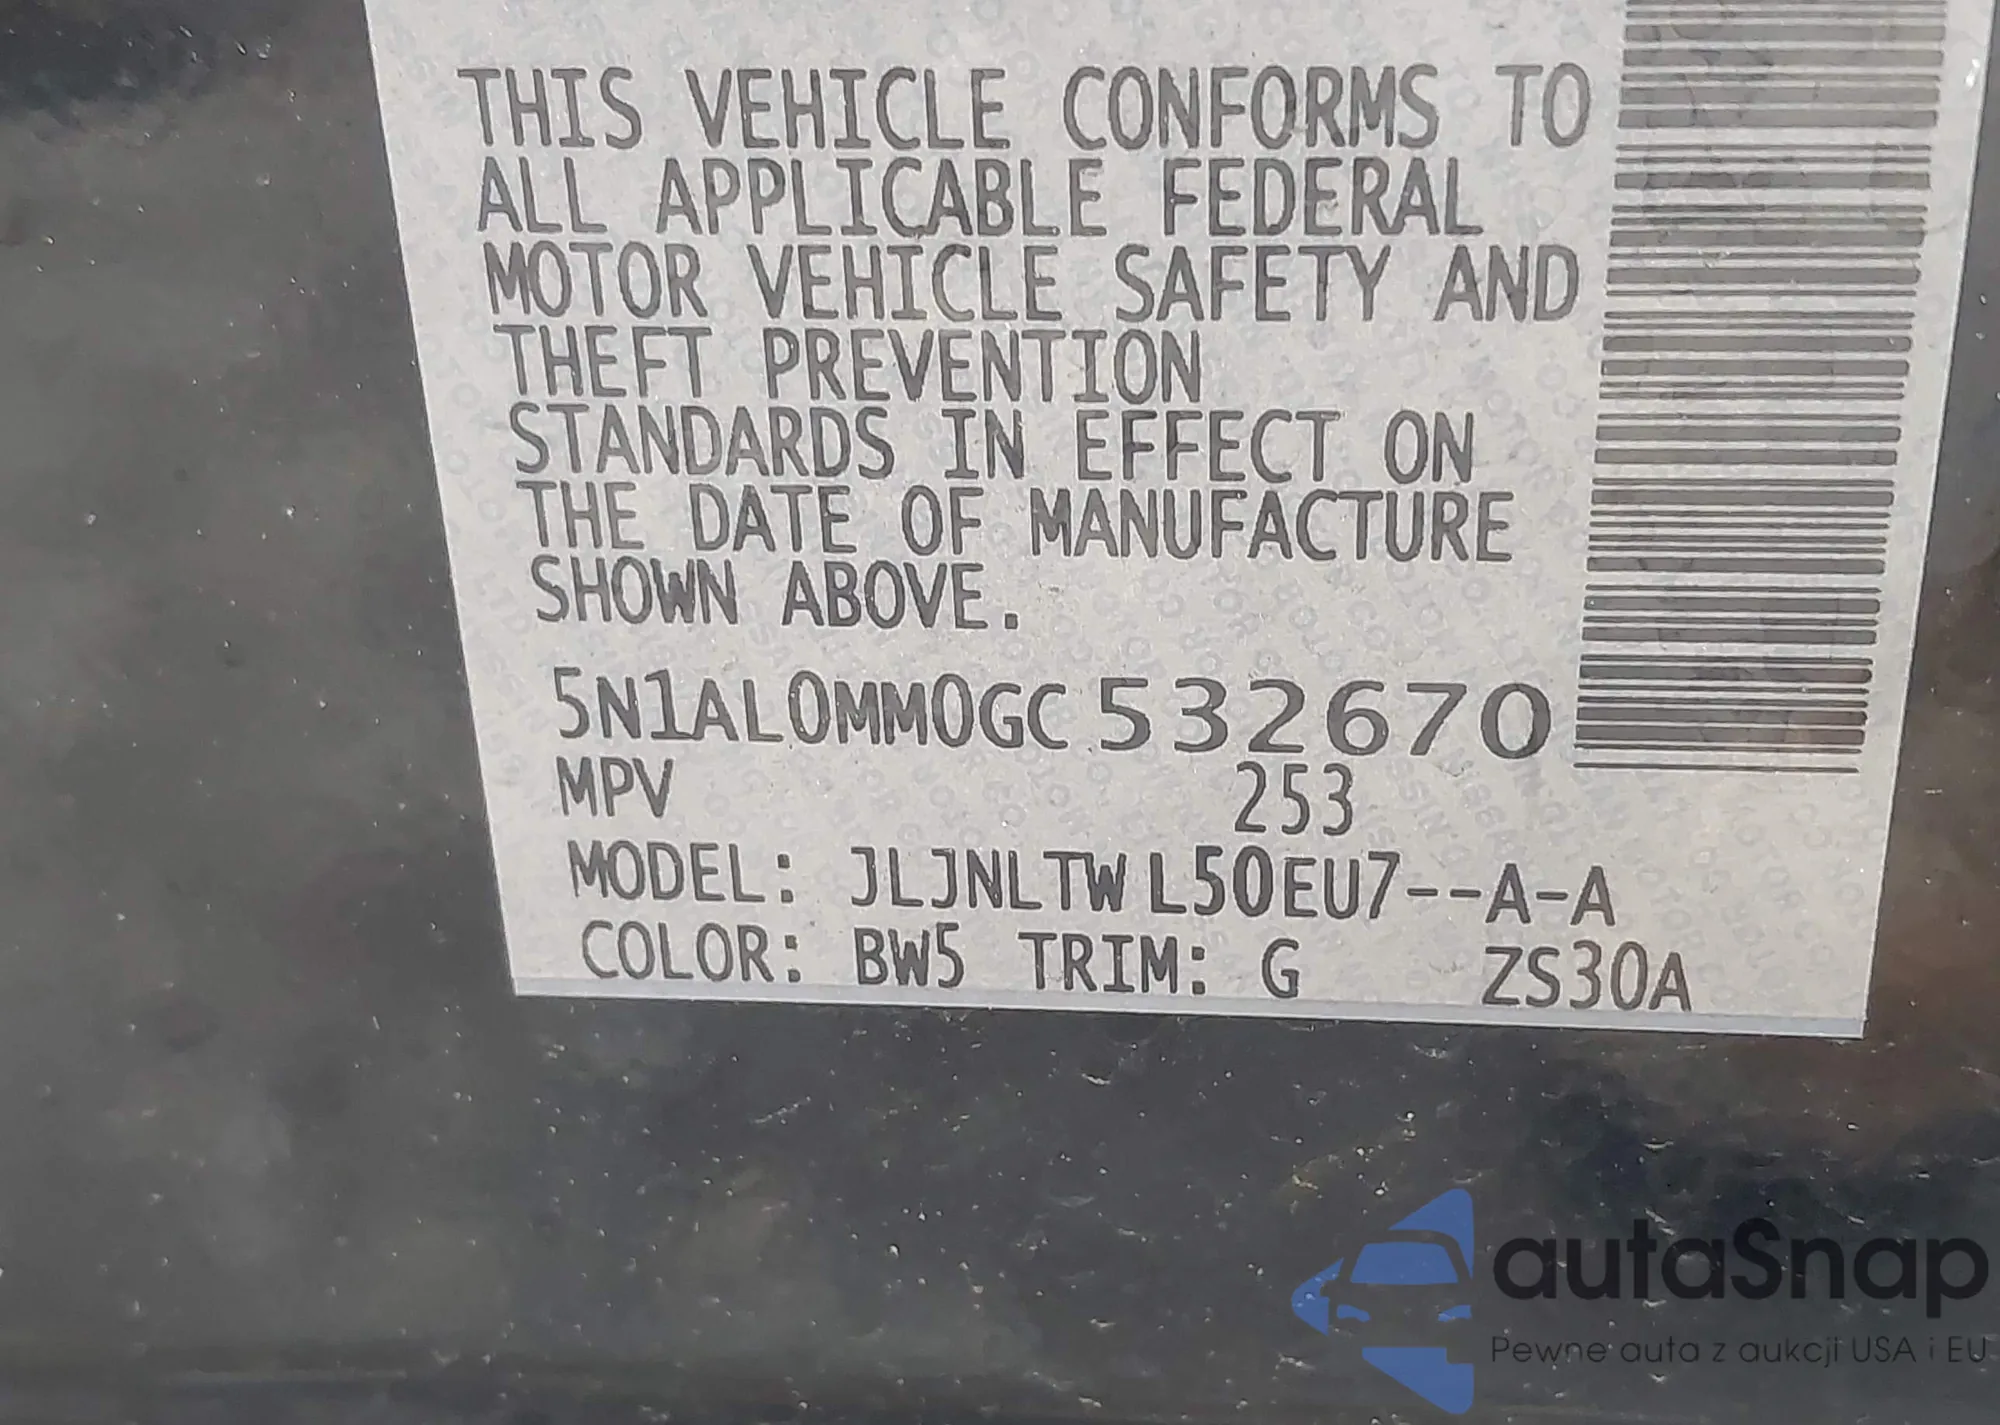 THIS VEHICLE CONFORMS TO
ALL APPLICABLE FEDERAL
MOTOR VEHICLE SAFETY AND
THEFT PREVENTION
STANDARDS IN EFFECT ON
THE DATE OF MANUFACTURE
SHOWN ABOVE.
5N1AL0MM0GC532670
MPV 253
MODEL: JLJNLTWL50EU7--A-A
COLOR: BW5 TRIM: G ZS30A
autaSnap
Pewne auta z aukcji USA i EU